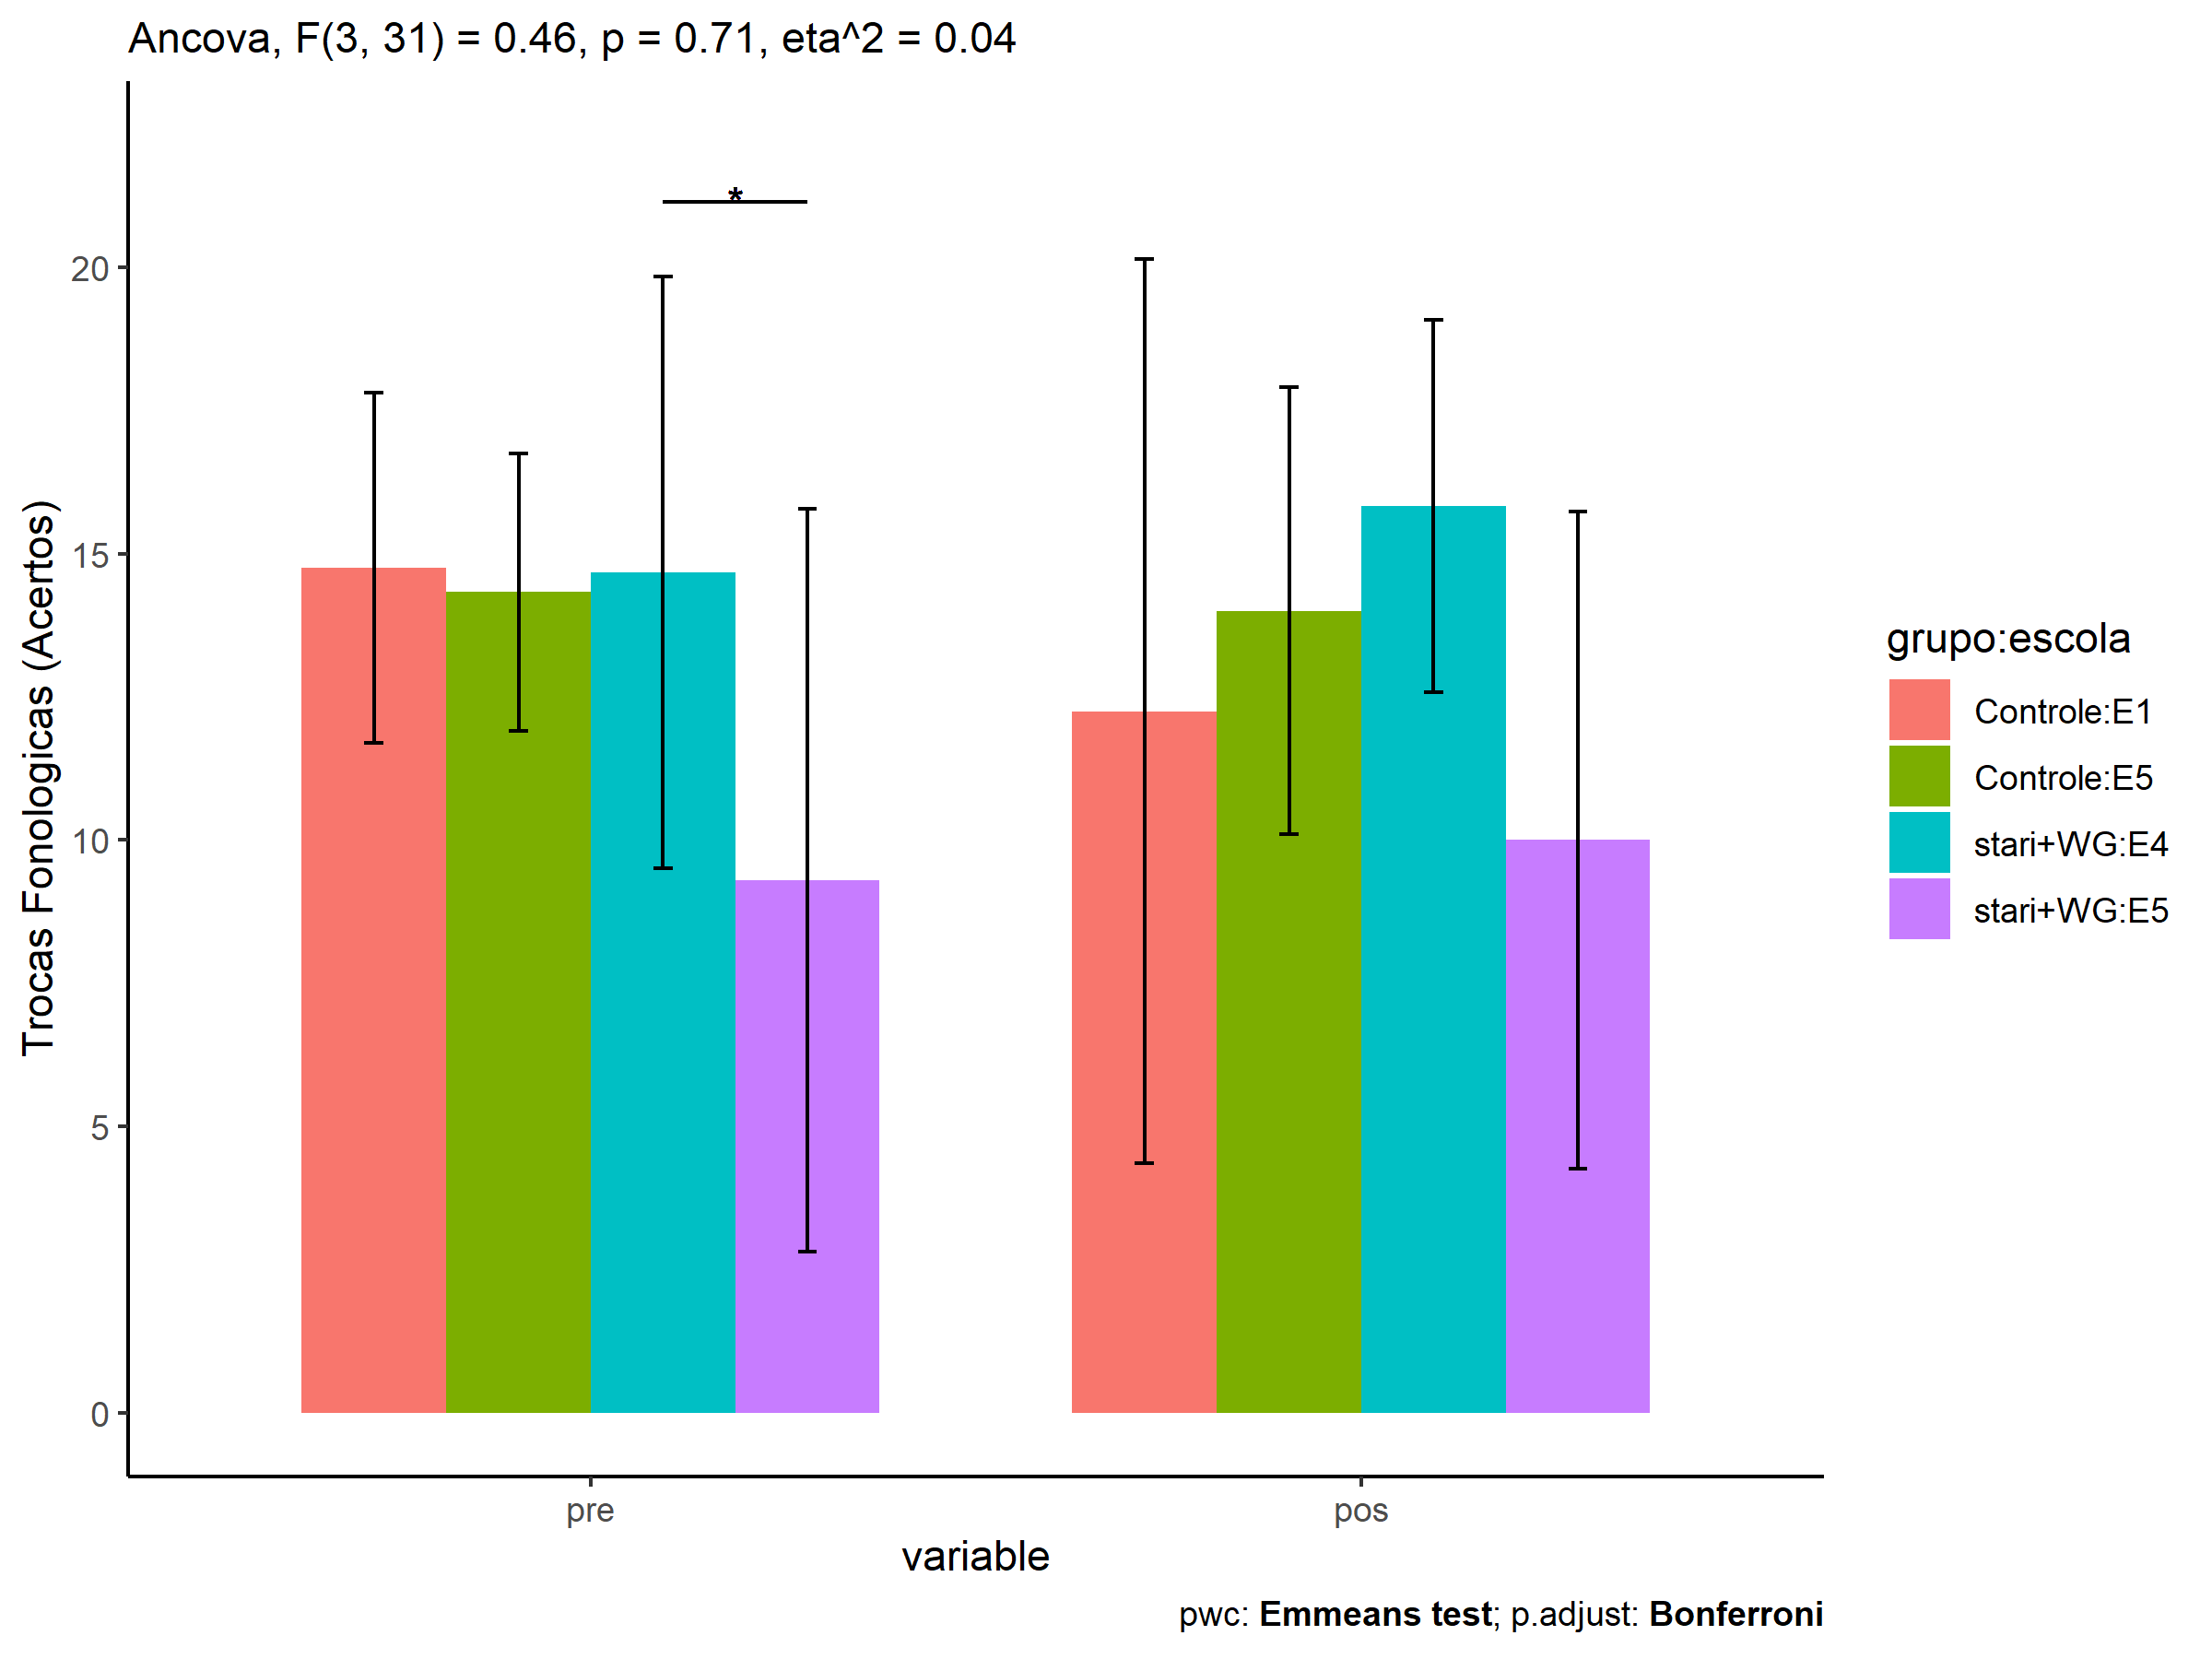 Ancova, F(3, 31) = 0.46, p = 0.71, eta^2 = 0.04
*
20
15
10
5
0
Trocas Fonologicas (Acertos)
pre
pos
variable
grupo:escola
Controle:E1
Controle:E5
stari+WG:E4
stari+WG:E5
pwc: Emmeans test; p.adjust: Bonferroni